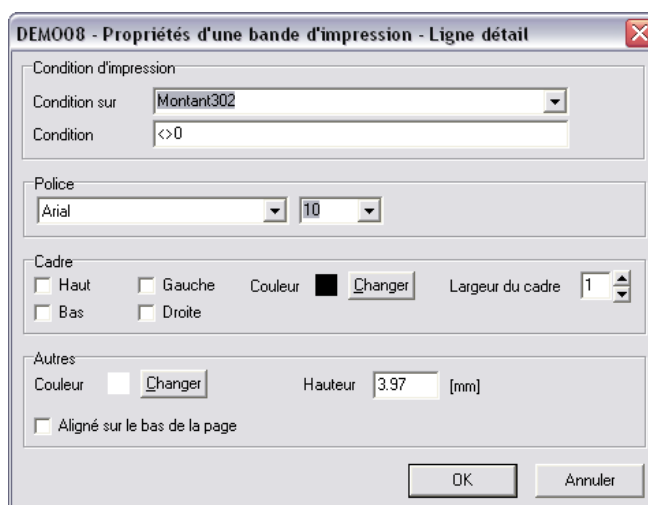 DEMO08 - Propriétés d'une bande d'impression - Ligne détail
Condition d'impression
Condition sur Montant302
Condition <>0
Police
Arial 10
Cadre
Haut Gauche Couleur Changer Largeur du cadre 1
Bas Droite
Autres
Couleur Changer Hauteur 3.97 [mm]
Aligné sur le bas de la page
OK Annuler